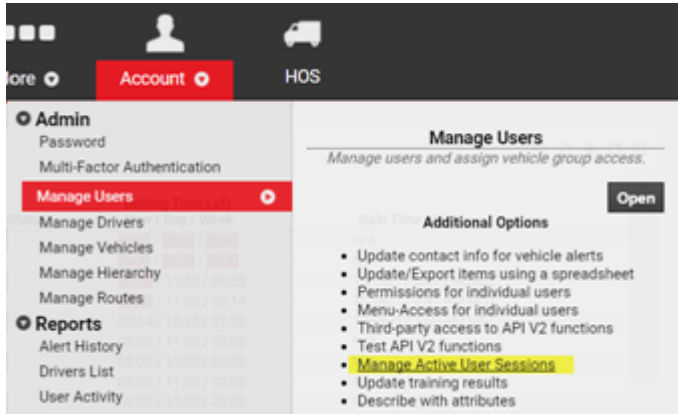 lore
Account
HOS
Admin
Password
Multi-Factor Authentication
Manage Users
Manage Drivers
Manage Vehicles
Manage Hierarchy
Manage Routes
Reports
Alert History
Drivers List
User Activity
Manage Users
Manage users and assign vehicle group access.
Open
Additional Options
Update contact info for vehicle alerts
Update/Export items using a spreadsheet
Permissions for individual users
Menu-Access for individual users
Third-party access to API V2 functions
Test API V2 functions
Manage Active User Sessions
Update training results
Describe with attributes